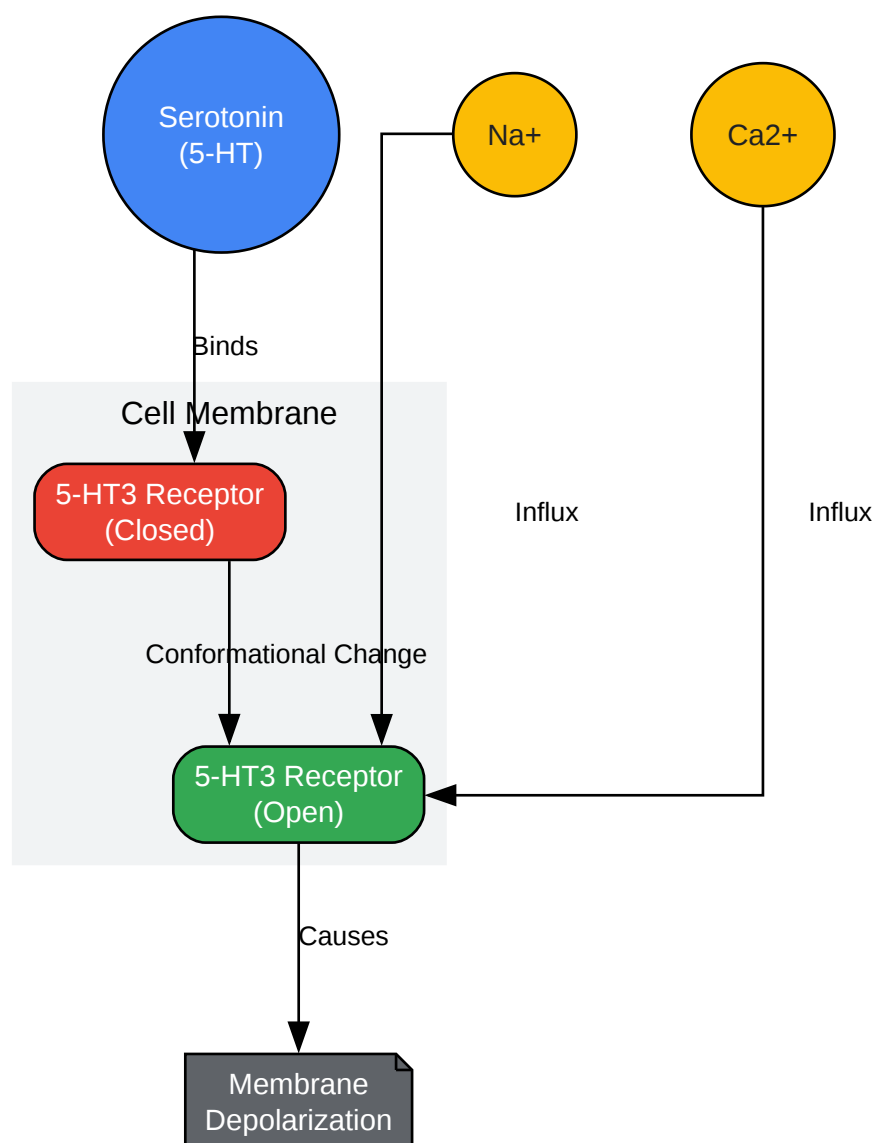 Serotonin
(5-HT)
Na+
Ca2+
Binds
Cell Membrane
5-HT3 Receptor
(Closed)
Influx
Influx
Conformational Change
5-HT3 Receptor
(Open)
Causes
Membrane
Depolarization